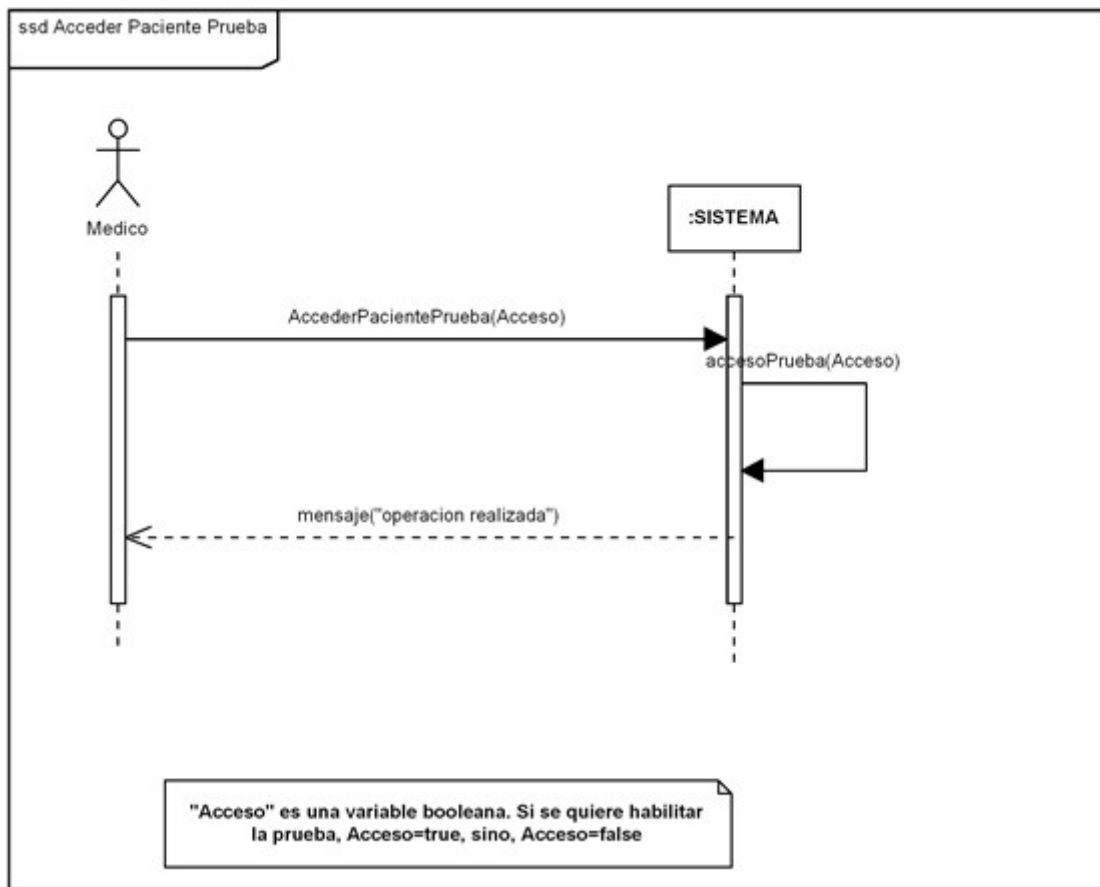 ssd Acceder Paciente Prueba
Medico
:SISTEMA
AccederPacientePrueba(Acceso)
accesoPrueba(Acceso)
mensaje("operacion realizada")
"Acceso" es una variable booleana. Si se quiere habilitar
la prueba, Acceso=true, sino, Acceso=false